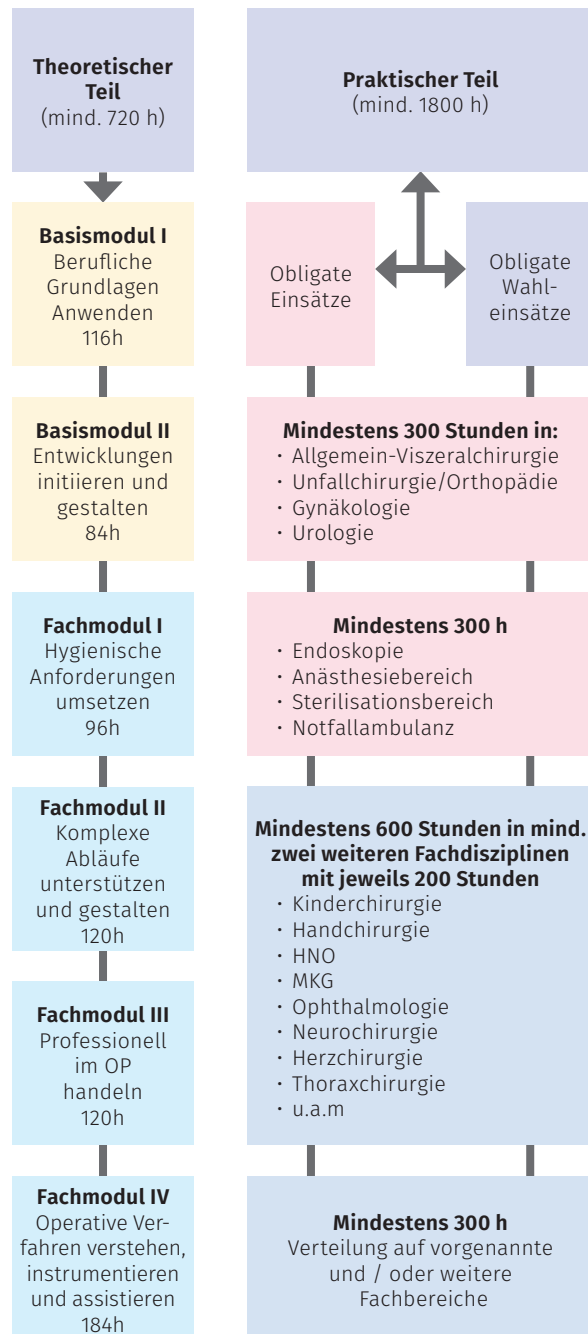 Theoretischer
Teil
(mind. 720 h)
Basismodul I
Berufliche
Grundlagen
Anwenden
116h
Basismodul II
Entwicklungen
initiieren und
gestalten
84h
Fachmodul I
Hygienische
Anforderungen
umsetzen
96h
Fachmodul II
Komplexe
Abläufe
unterstützen
und gestalten
120h
Fachmodul III
Professionell
im OP
handeln
120h
Fachmodul IV
Operative Ver-
fahren verstehen,
instrumentieren
und assistieren
184h
Praktischer Teil
(mind. 1800 h)
Obligate
Einsätze
Obligate
Wahl-
einsätze
Mindestens 300 Stunden in:
· Allgemein-Viszeralchirurgie
· Unfallchirurgie/Orthopädie
· Gynäkologie
· Urologie
Mindestens 300 h
· Endoskopie
· Anästhesiebereich
· Sterilisationsbereich
· Notfallambulanz
Mindestens 600 Stunden in mind.
zwei weiteren Fachdisziplinen
mit jeweils 200 Stunden
· Kinderchirurgie
· Handchirurgie
· HNO
· MKG
· Ophthalmologie
· Neurochirurgie
· Herzchirurgie
· Thoraxchirurgie
· u.a.m
Mindestens 300 h
Verteilung auf vorgenannte
und / oder weitere
Fachbereiche